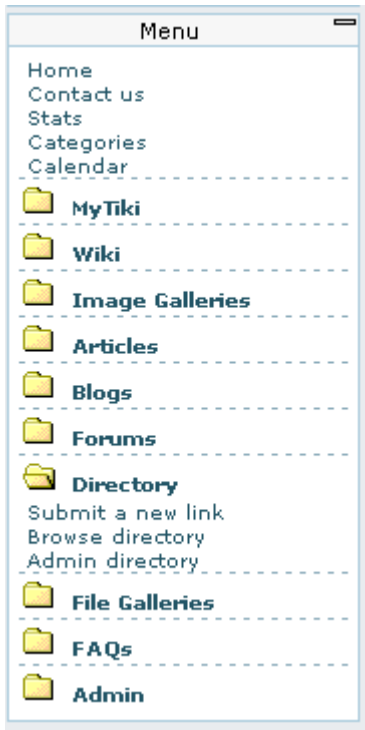 Menu
Home
Contact us
Stats
Categories
Calendar
MyTiki
Wiki
Image Galleries
Articles
Blogs
Forums
Directory
Submit a new link
Browse directory
Admin directory
File Galleries
FAQs
Admin